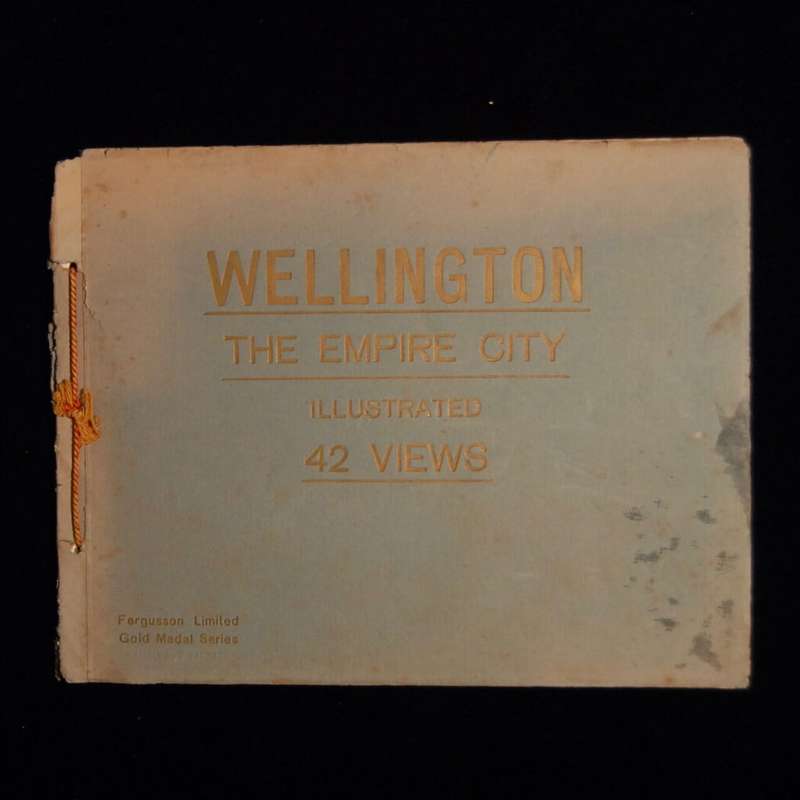 WELLINGTON
THE EMPIRE CITY
ILLUSTRATED
42 VIEWS
Fergusson Limited
Gold Medal Series